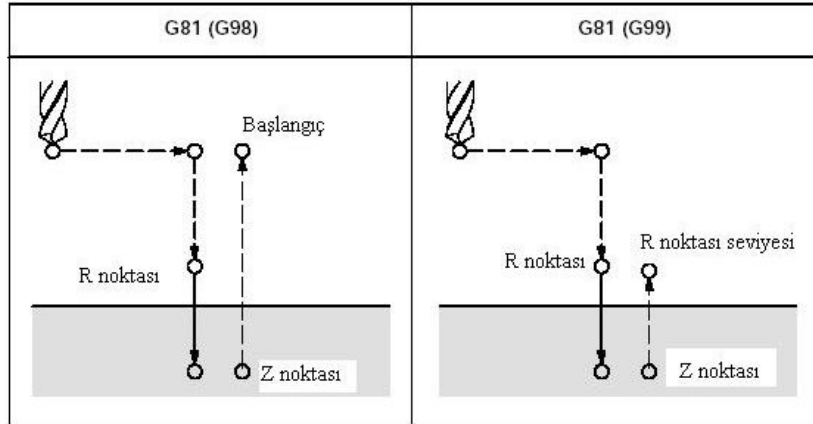 G81 (G98)
G81 (G99)
Başlangıç
R noktası
Z noktası
R noktası seviyesi
R noktası
Z noktası